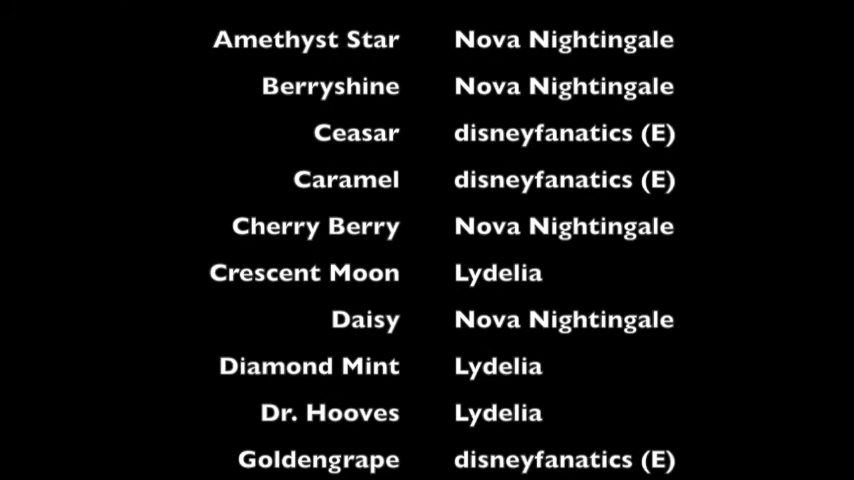 Amethyst Star Nova Nightingale
Berryshine Nova Nightingale
Ceasar disneyfanatics (E)
Caramel disneyfanatics (E)
Cherry Berry Nova Nightingale
Crescent Moon Lydelia
Daisy Nova Nightingale
Diamond Mint Lydelia
Dr. Hooves Lydelia
Goldengrape disneyfanatics (E)